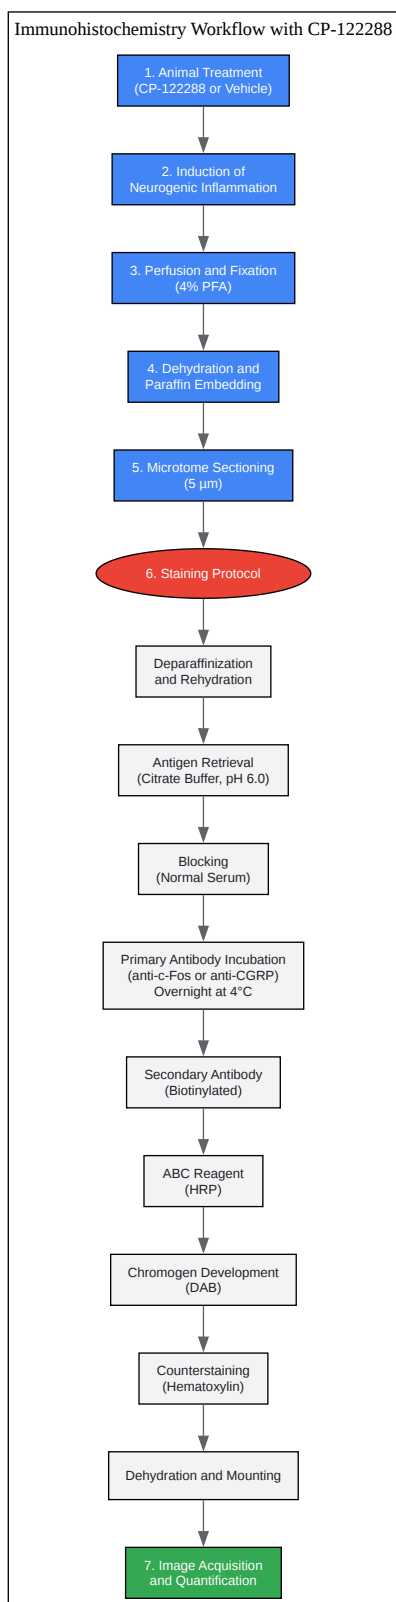 Immunohistochemistry Workflow with CP-122288
1. Animal Treatment
(CP-122288 or Vehicle)
2. Induction of
Neurogenic Inflammation
3. Perfusion and Fixation
(4% PFA)
4. Dehydration and
Paraffin Embedding
5. Microtome Sectioning
(5 µm)
6. Staining Protocol
Deparaffinization
and Rehydration
Antigen Retrieval
(Citrate Buffer, pH 6.0)
Blocking
(Normal Serum)
Primary Antibody Incubation
(anti-c-Fos or anti-CGRP)
Overnight at 4°C
Secondary Antibody
(Biotinylated)
ABC Reagent
(HRP)
Chromogen Development
(DAB)
Counterstaining
(Hematoxylin)
Dehydration and Mounting
7. Image Acquisition
and Quantification